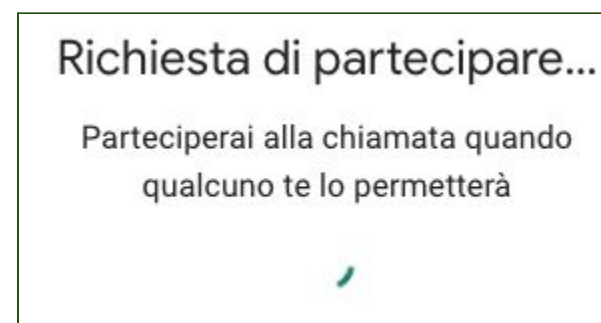 Richiesta di partecipare...
Parteciperai alla chiamata quando
qualcuno te lo permetterà